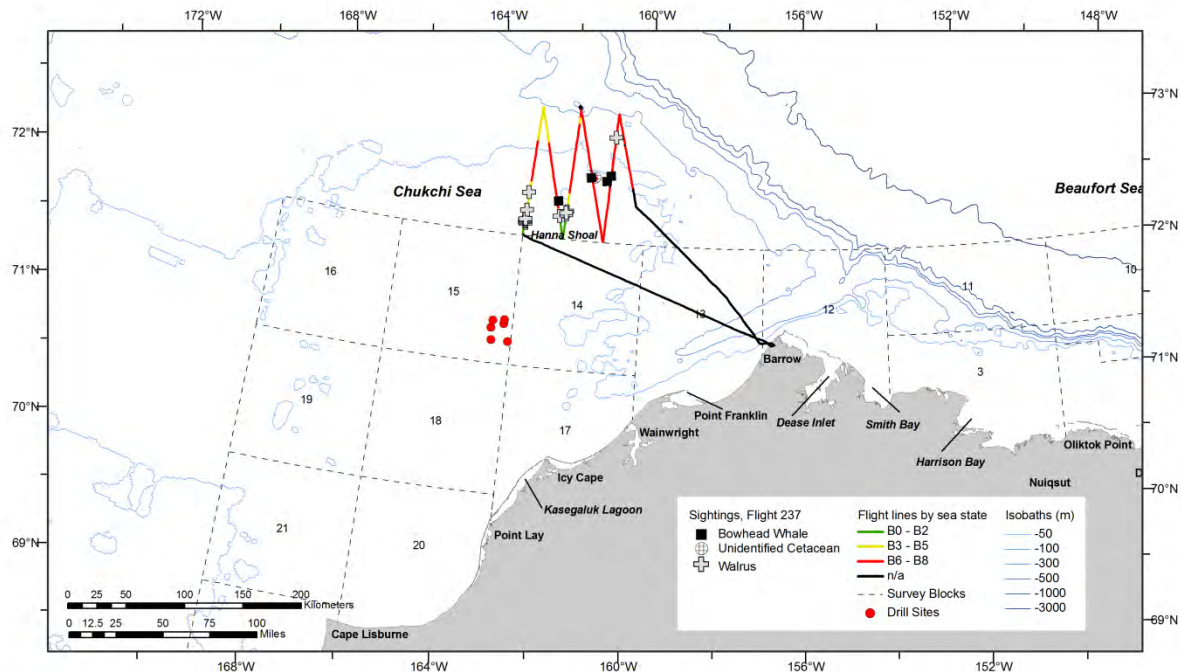 172°W 168°W 164°W 160°W 156°W 152°W 148°W
73°N
72°N
Chukchi Sea
Beaufort Sea
72°N
Hanna Shoal
71°N
16
15
14
13
12
11
10
71°N
Barrow
3
70°N
19
18
17
Point Franklin
Wainwright
Dease Inlet
Smith Bay
Harrison Bay
Oliktok Point
D
Icy Cape
Kasegaluk Lagoon
Nuiqsut
70°N
69°N
21
20
Point Lay
Cape Lisburne
69°N
Sightings, Flight 237
Bowhead Whale
Unidentified Cetacean
Walrus
Flight lines by sea state
B0 - B2
B3 - B5
B6 - B8
n/a
Survey Blocks
Drill Sites
Isobaths (m)
-50
-100
-300
-500
-1000
-3000
0 25 50 100 150 200
Kilometers
0 12.5 25 50 75 100
Miles
168°W 164°W 160°W 156°W 152°W